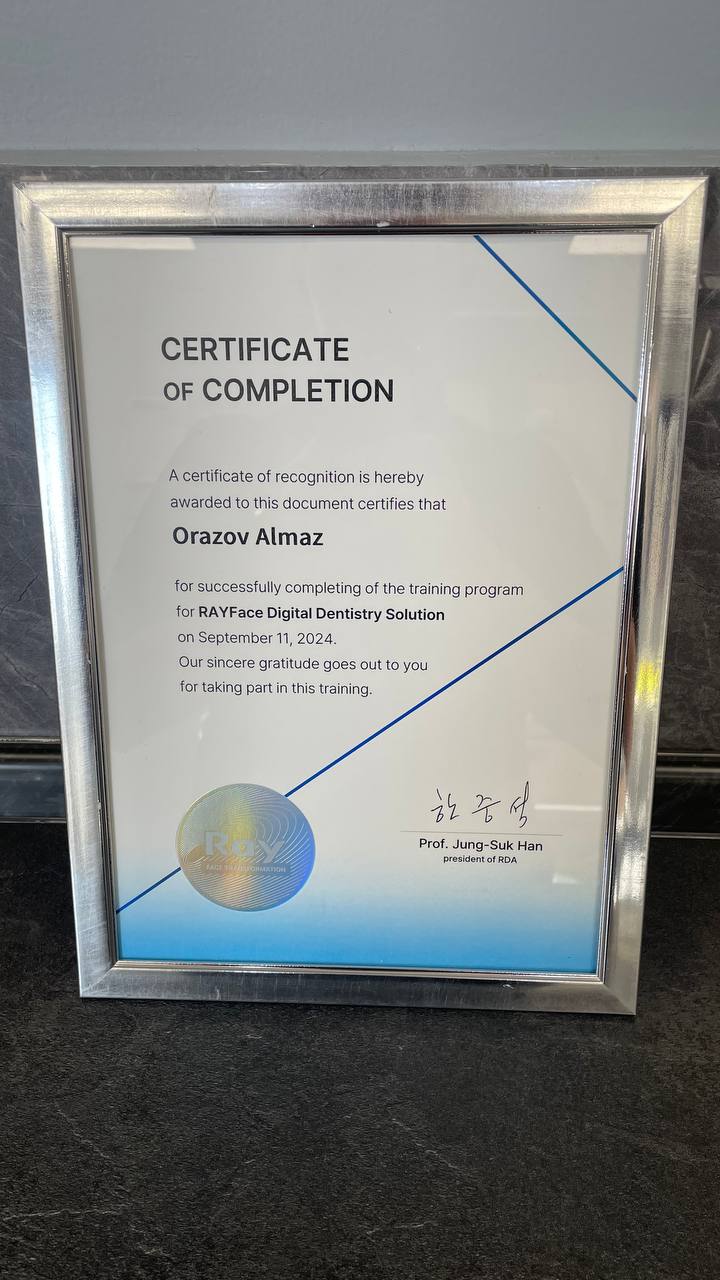 CERTIFICATE
OF COMPLETION
A certificate of recognition is hereby
awarded to this document certifies that
Orazov Almaz
for successfully completing of the training program
for RAYFace Digital Dentistry Solution
on September 11, 2024.
Our sincere gratitude goes out to you
for taking part in this training.
Ray
FACE TRANSFORMATION
한중석
Prof. Jung-Suk Han
president of RDA